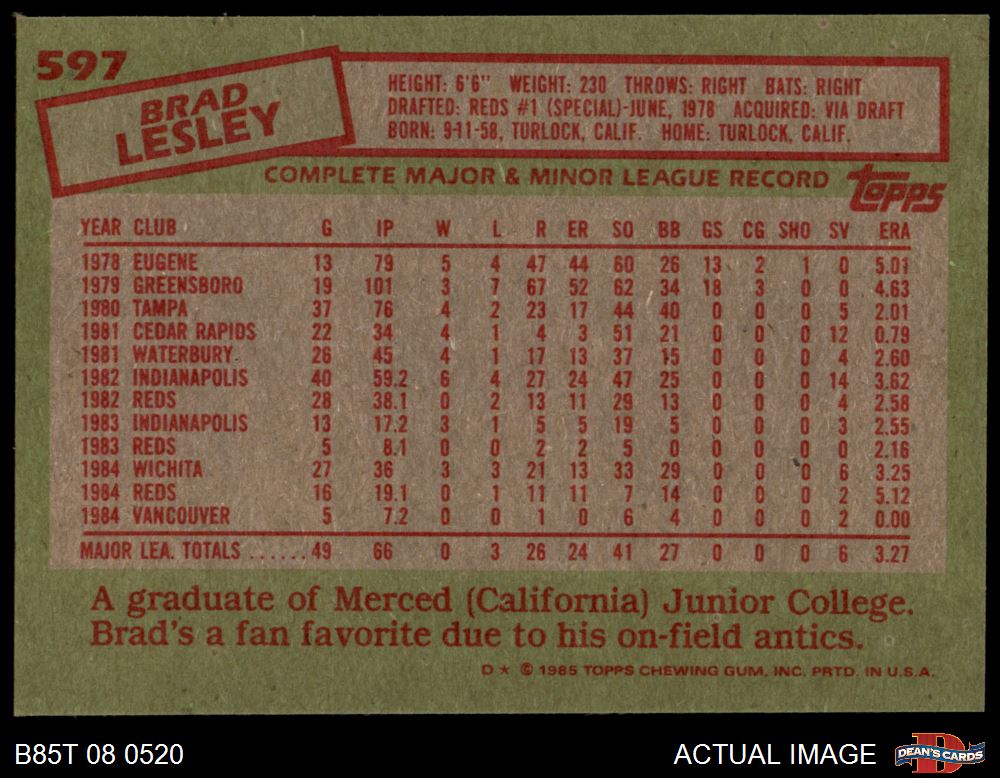 597
BRAD
LESLEY
HEIGHT: 6'6" WEIGHT: 230 THROWS: RIGHT BATS: RIGHT
DRAFTED: REDS #1 (SPECIAL)-JUNE, 1978 ACQUIRED: VIA DRAFT
BORN: 9-11-58, TURLOCK, CALIF. HOME: TURLOCK, CALIF.
COMPLETE MAJOR & MINOR LEAGUE RECORD topps
YEAR CLUB G IP W L R ER SO BB GS CG SHO SV ERA
1978 EUGENE 13 79 5 4 47 44 60 26 13 2 1 0 5.01
1979 GREENSBORO 19 101 3 7 67 52 62 34 18 3 0 0 4.63
1980 TAMPA 37 76 4 2 23 17 44 40 0 0 0 5 2.01
1981 CEDAR RAPIDS 22 34 4 1 4 3 51 21 0 0 0 12 0.79
1981 WATERBURY 26 45 4 1 17 13 37 15 0 0 0 4 2.60
1982 INDIANAPOLIS 40 59.2 6 4 27 24 47 25 0 0 0 14 3.62
1982 REDS 28 38.1 0 2 13 11 29 13 0 0 0 4 2.58
1983 INDIANAPOLIS 13 17.2 3 1 5 5 19 5 0 0 0 3 2.55
1983 REDS 5 8.1 0 0 2 2 5 0 0 0 0 0 2.16
1984 WICHITA 27 36 3 3 21 13 33 29 0 0 0 6 3.25
1984 REDS 16 19.1 0 1 11 11 7 14 0 0 0 2 5.12
1984 VANCOUVER 5 7.2 0 0 1 0 6 4 0 0 0 2 0.00
MAJOR LEA. TOTALS ...... 49 66 0 3 26 24 41 27 0 0 0 6 3.27
A graduate of Merced (California) Junior College.
Brad's a fan favorite due to his on-field antics.
D ★ © 1985 TOPPS CHEWING GUM, INC. PRTD. IN U.S.A.
B85T 08 0520 ACTUAL IMAGE DEAN'S CARDS